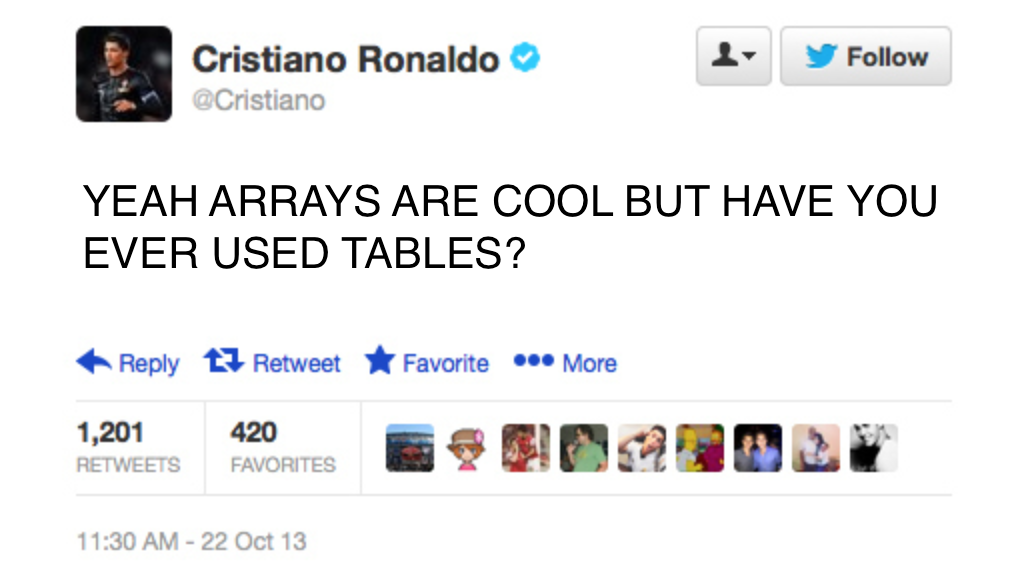 Cristiano Ronaldo
@Cristiano
Follow
YEAH ARRAYS ARE COOL BUT HAVE YOU
EVER USED TABLES?
Reply Retweet Favorite More
1,201 420
RETWEETS FAVORITES
11:30 AM - 22 Oct 13